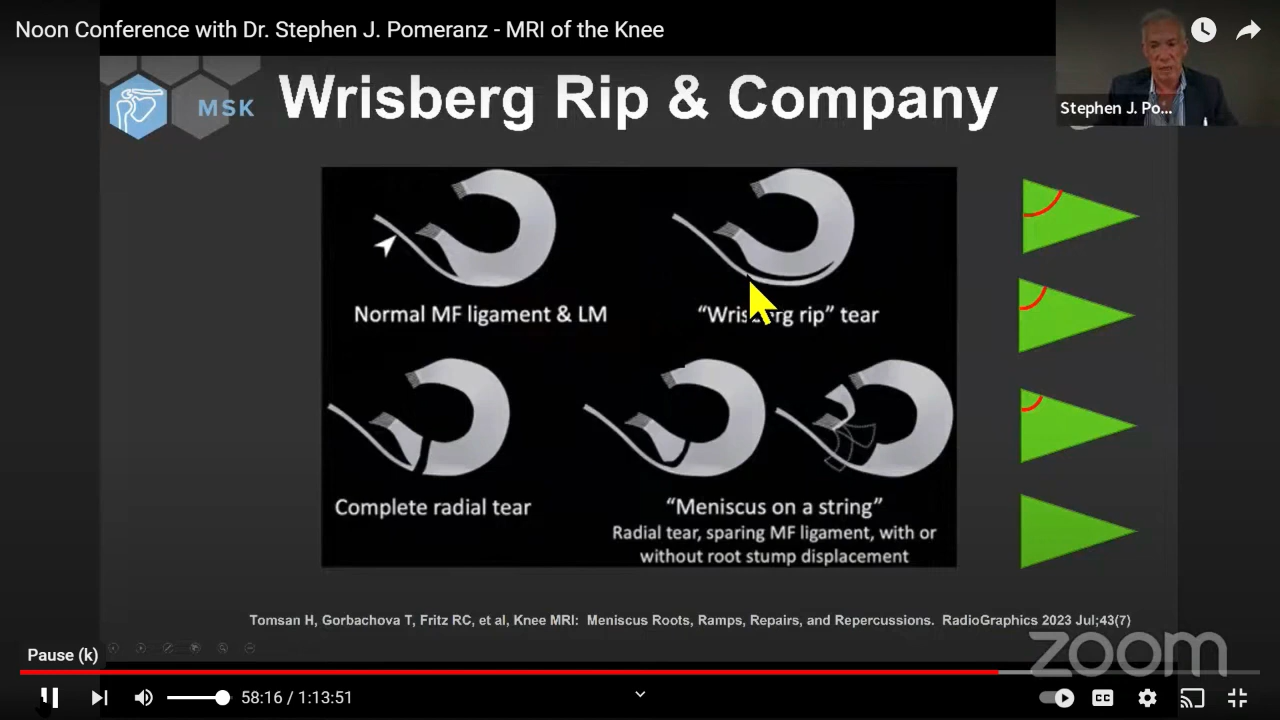 Noon Conference with Dr. Stephen J. Pomeranz - MRI of the Knee
MSK
Wrisberg Rip & Company
Stephen J. Po...
Normal MF ligament & LM
“Wrisberg rip” tear
Complete radial tear
“Meniscus on a string”
Radial tear, sparing MF ligament, with or
without root stump displacement
Tomsan H, Gorbachova T, Fritz RC, et al, Knee MRI: Meniscus Roots, Ramps, Repairs, and Repercussions. RadioGraphics 2023 Jul;43(7)
zoom
Pause (k)
58:16 / 1:13:51
CC